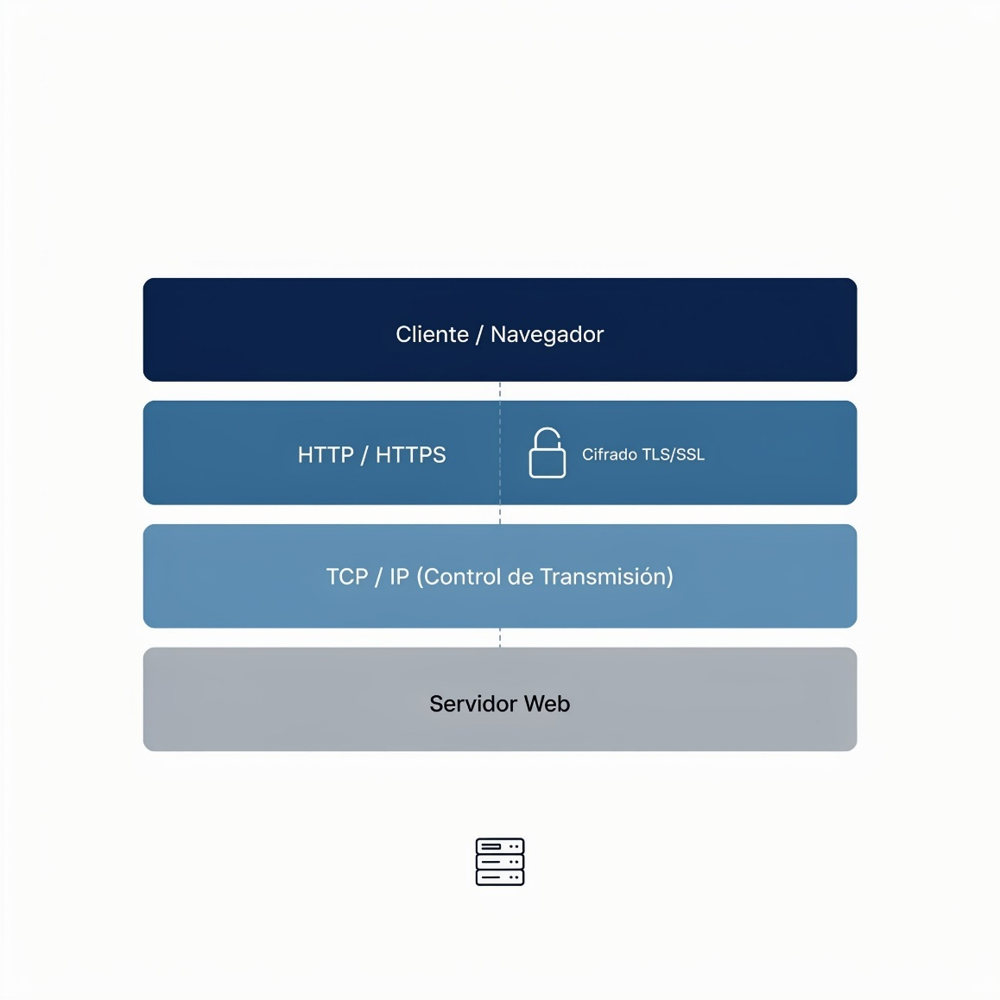 Cliente / Navegador
HTTP / HTTPS
Cifrado TLS/SSL
TCP / IP (Control de Transmisión)
Servidor Web